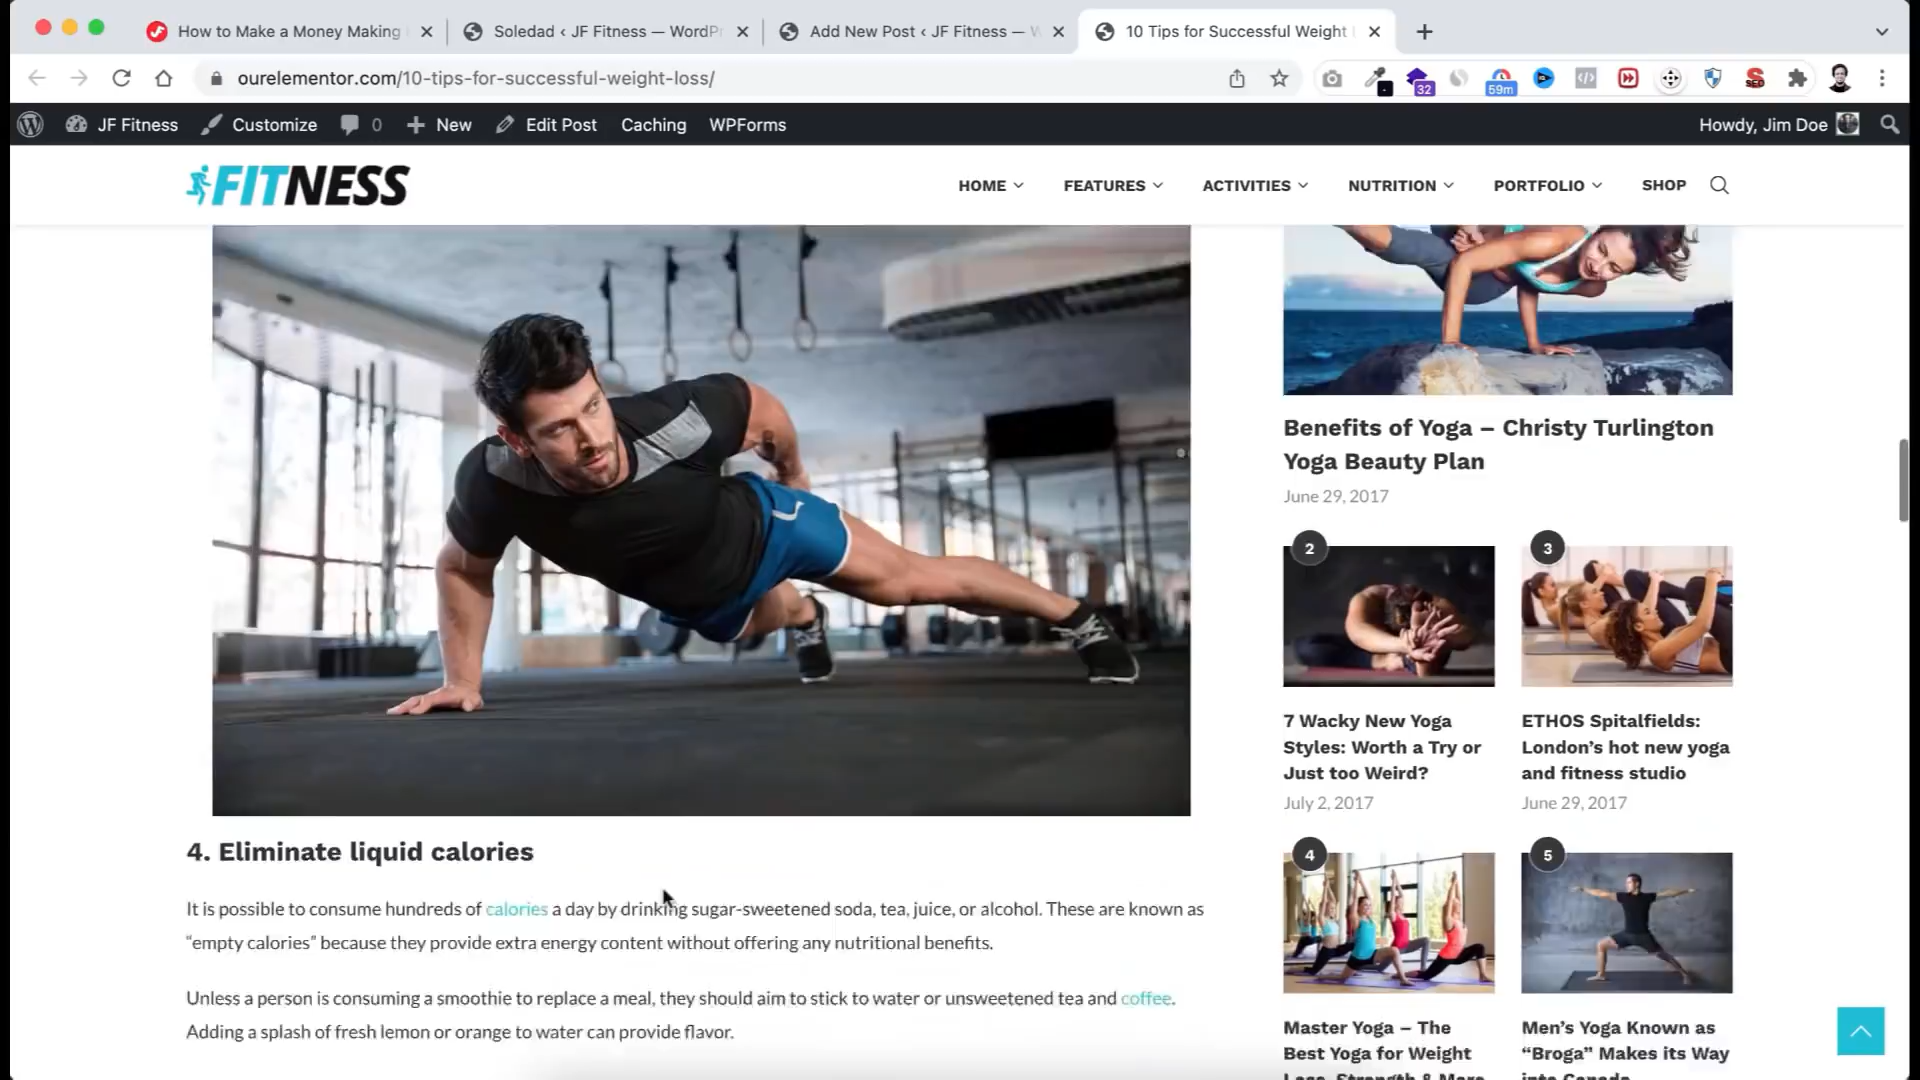 How to Make a Money Making
Soledad ‹ JF Fitness — WordPr
Add New Post ‹ JF Fitness — W
10 Tips for Successful Weight
ourelementor.com/10-tips-for-successful-weight-loss/
32
59m
SEO
JF Fitness
Customize
0
New
Edit Post
Caching
WPForms
Howdy, Jim Doe
FITNESS
HOME
FEATURES
ACTIVITIES
NUTRITION
PORTFOLIO
SHOP
4. Eliminate liquid calories
It is possible to consume hundreds of calories a day by drinking sugar-sweetened soda, tea, juice, or alcohol. These are known as
“empty calories” because they provide extra energy content without offering any nutritional benefits.
Unless a person is consuming a smoothie to replace a meal, they should aim to stick to water or unsweetened tea and coffee.
Adding a splash of fresh lemon or orange to water can provide flavor.
Benefits of Yoga – Christy Turlington
Yoga Beauty Plan
June 29, 2017
2
7 Wacky New Yoga
Styles: Worth a Try or
Just too Weird?
July 2, 2017
3
ETHOS Spitalfields:
London’s hot new yoga
and fitness studio
June 29, 2017
4
Master Yoga – The
Best Yoga for Weight
Loss, Strength & More
5
Men’s Yoga Known as
“Broga” Makes its Way
into Canada